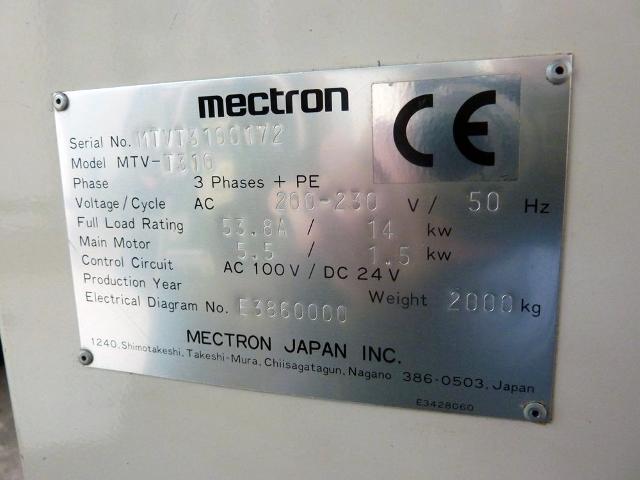 mectron
CE
Serial No. MTVT3160172
Model MTV-T310
Phase 3 Phases + PE
Voltage/Cycle AC 200-230 V/ 50 Hz
Full Load Rating 53.8A / 14 kw
Main Motor 5.5 / 1.5 kw
Control Circuit AC 100V/DC 24V
Production Year
Electrical Diagram No. E3860000 Weight 2000kg
MECTRON JAPAN INC.
1240,Shimotakeshi, Takeshi-Mura, Chiisagatagun, Nagano 386-0503, Japan
E3428060